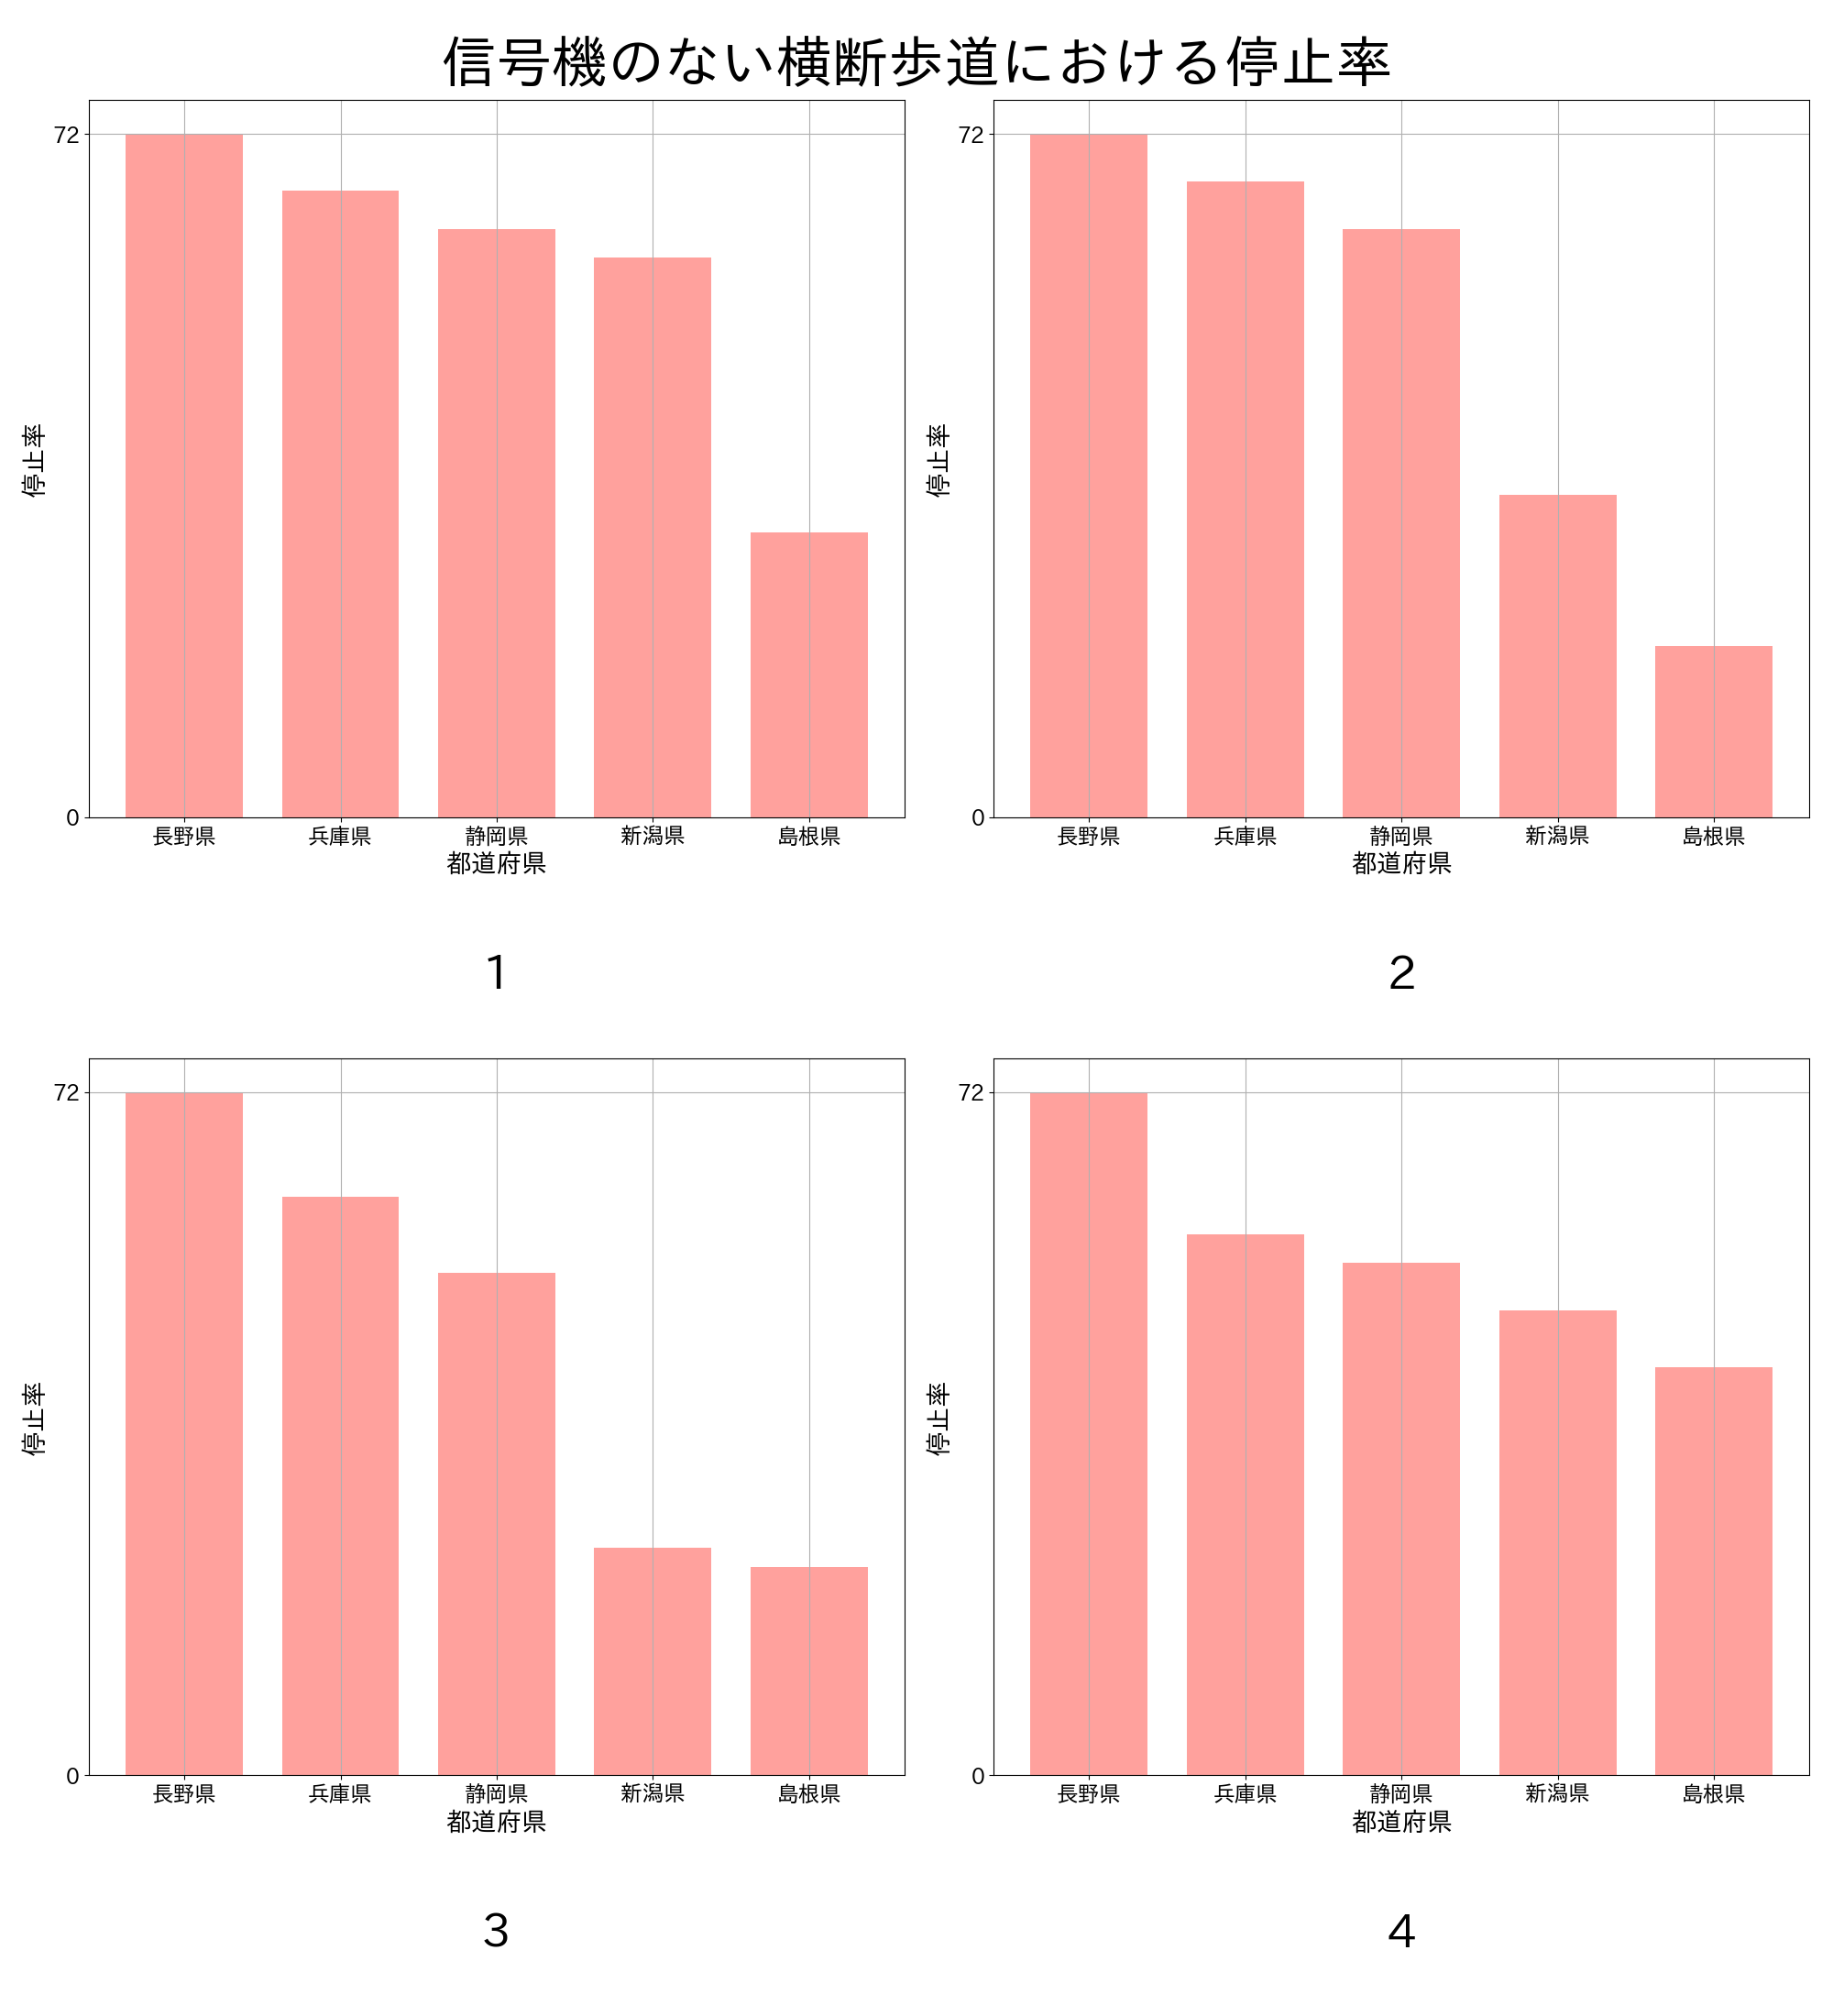 信号機のない横断歩道における停止率
72
0
停止率
長野県 兵庫県 静岡県 新潟県 島根県
都道府県
1
72
0
停止率
長野県 兵庫県 静岡県 新潟県 島根県
都道府県
2
72
0
停止率
長野県 兵庫県 静岡県 新潟県 島根県
都道府県
3
72
0
停止率
長野県 兵庫県 静岡県 新潟県 島根県
都道府県
4